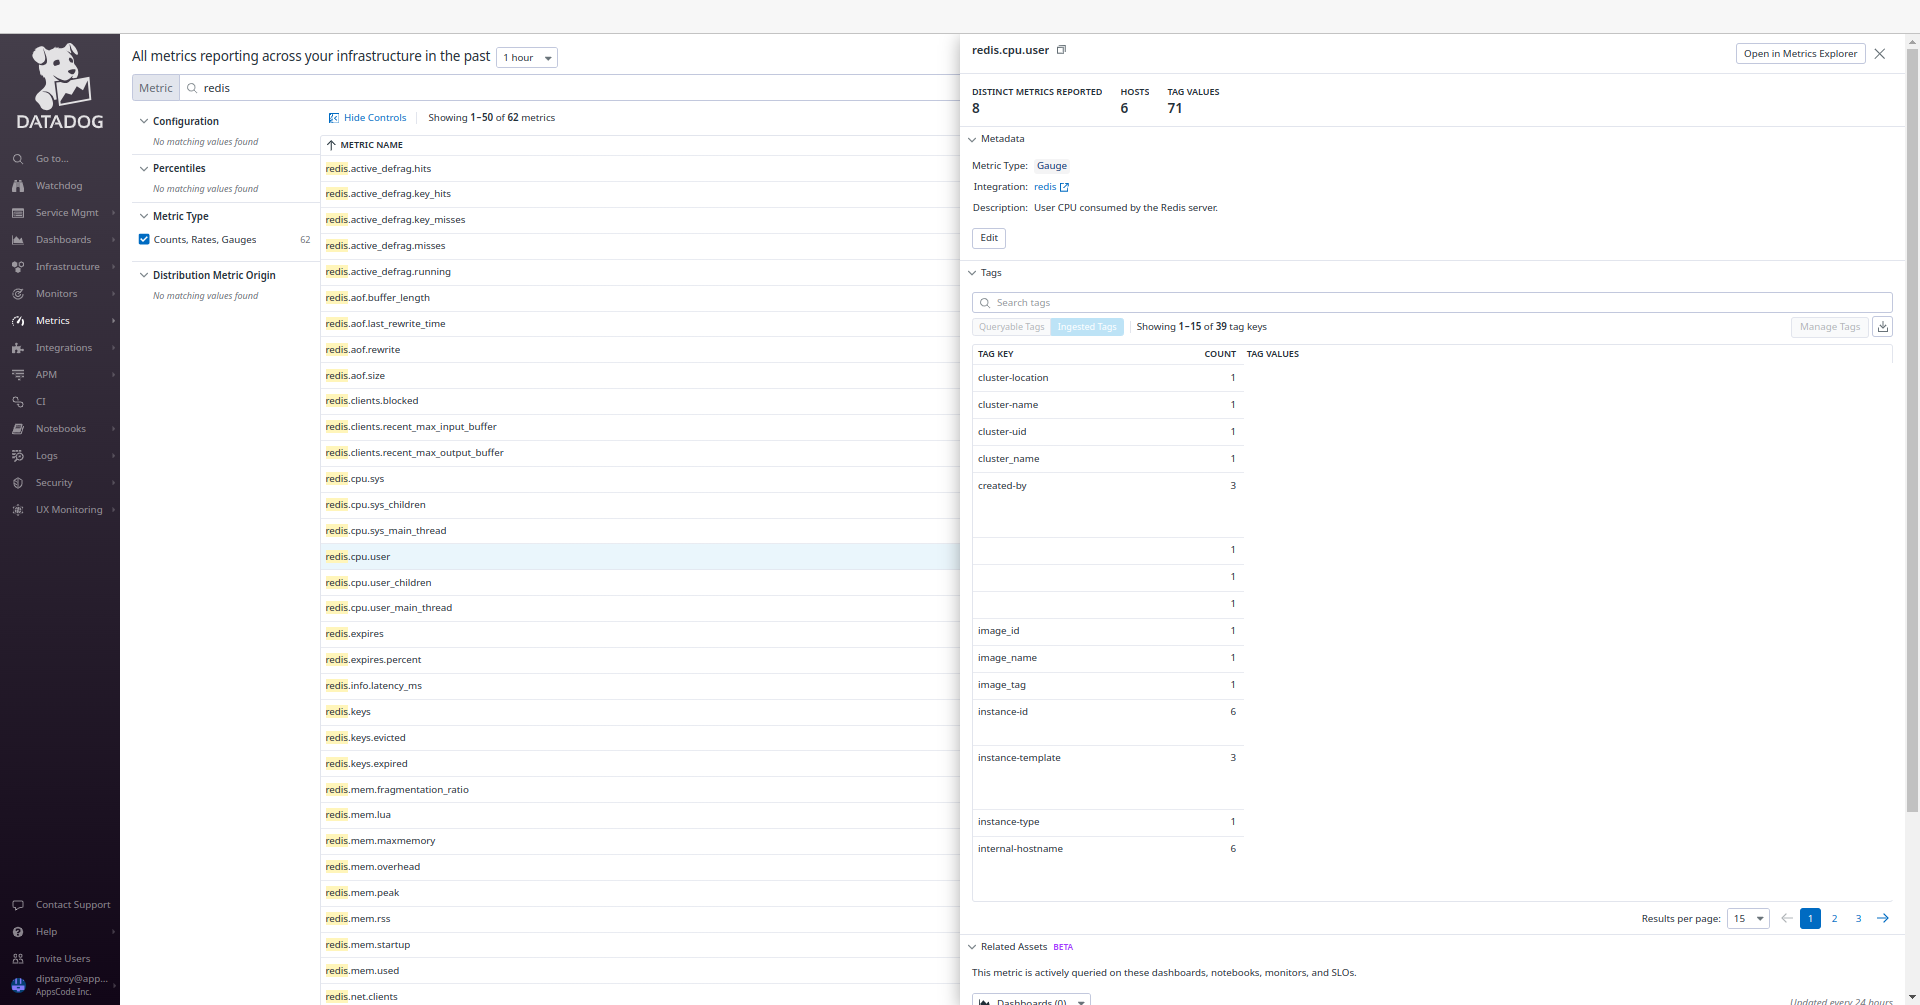 DATADOG
Go to...
Watchdog
Service Mgmt
Dashboards
Infrastructure
Monitors
Metrics
Integrations
APM
CI
Notebooks
Logs
Security
UX Monitoring
Contact Support
Help
Invite Users
diptaroy@app...
AppsCode Inc.
All metrics reporting across your infrastructure in the past 1 hour
Metric redis
Configuration
No matching values found
Percentiles
No matching values found
Metric Type
Counts, Rates, Gauges 62
Distribution Metric Origin
No matching values found
Hide Controls Showing 1–50 of 62 metrics
METRIC NAME
redis.active_defrag.hits
redis.active_defrag.key_hits
redis.active_defrag.key_misses
redis.active_defrag.misses
redis.active_defrag.running
redis.aof.buffer_length
redis.aof.last_rewrite_time
redis.aof.rewrite
redis.aof.size
redis.clients.blocked
redis.clients.recent_max_input_buffer
redis.clients.recent_max_output_buffer
redis.cpu.sys
redis.cpu.sys_children
redis.cpu.sys_main_thread
redis.cpu.user
redis.cpu.user_children
redis.cpu.user_main_thread
redis.expires
redis.expires.percent
redis.info.latency_ms
redis.keys
redis.keys.evicted
redis.keys.expired
redis.mem.fragmentation_ratio
redis.mem.lua
redis.mem.maxmemory
redis.mem.overhead
redis.mem.peak
redis.mem.rss
redis.mem.startup
redis.mem.used
redis.net.clients
redis.cpu.user
Open in Metrics Explorer
DISTINCT METRICS REPORTED HOSTS TAG VALUES
8 6 71
Metadata
Metric Type: Gauge
Integration: redis
Description: User CPU consumed by the Redis server.
Edit
Tags
Search tags
Queryable Tags Ingested Tags Showing 1–15 of 39 tag keys Manage Tags
TAG KEY COUNT TAG VALUES
cluster-location 1
cluster-name 1
cluster-uid 1
cluster_name 1
created-by 3
1
1
1
image_id 1
image_name 1
image_tag 1
instance-id 6
instance-template 3
instance-type 1
internal-hostname 6
Results per page: 15 1 2 3
Related Assets BETA
This metric is actively queried on these dashboards, notebooks, monitors, and SLOs.
Dashboards (0) Updated every 24 hours